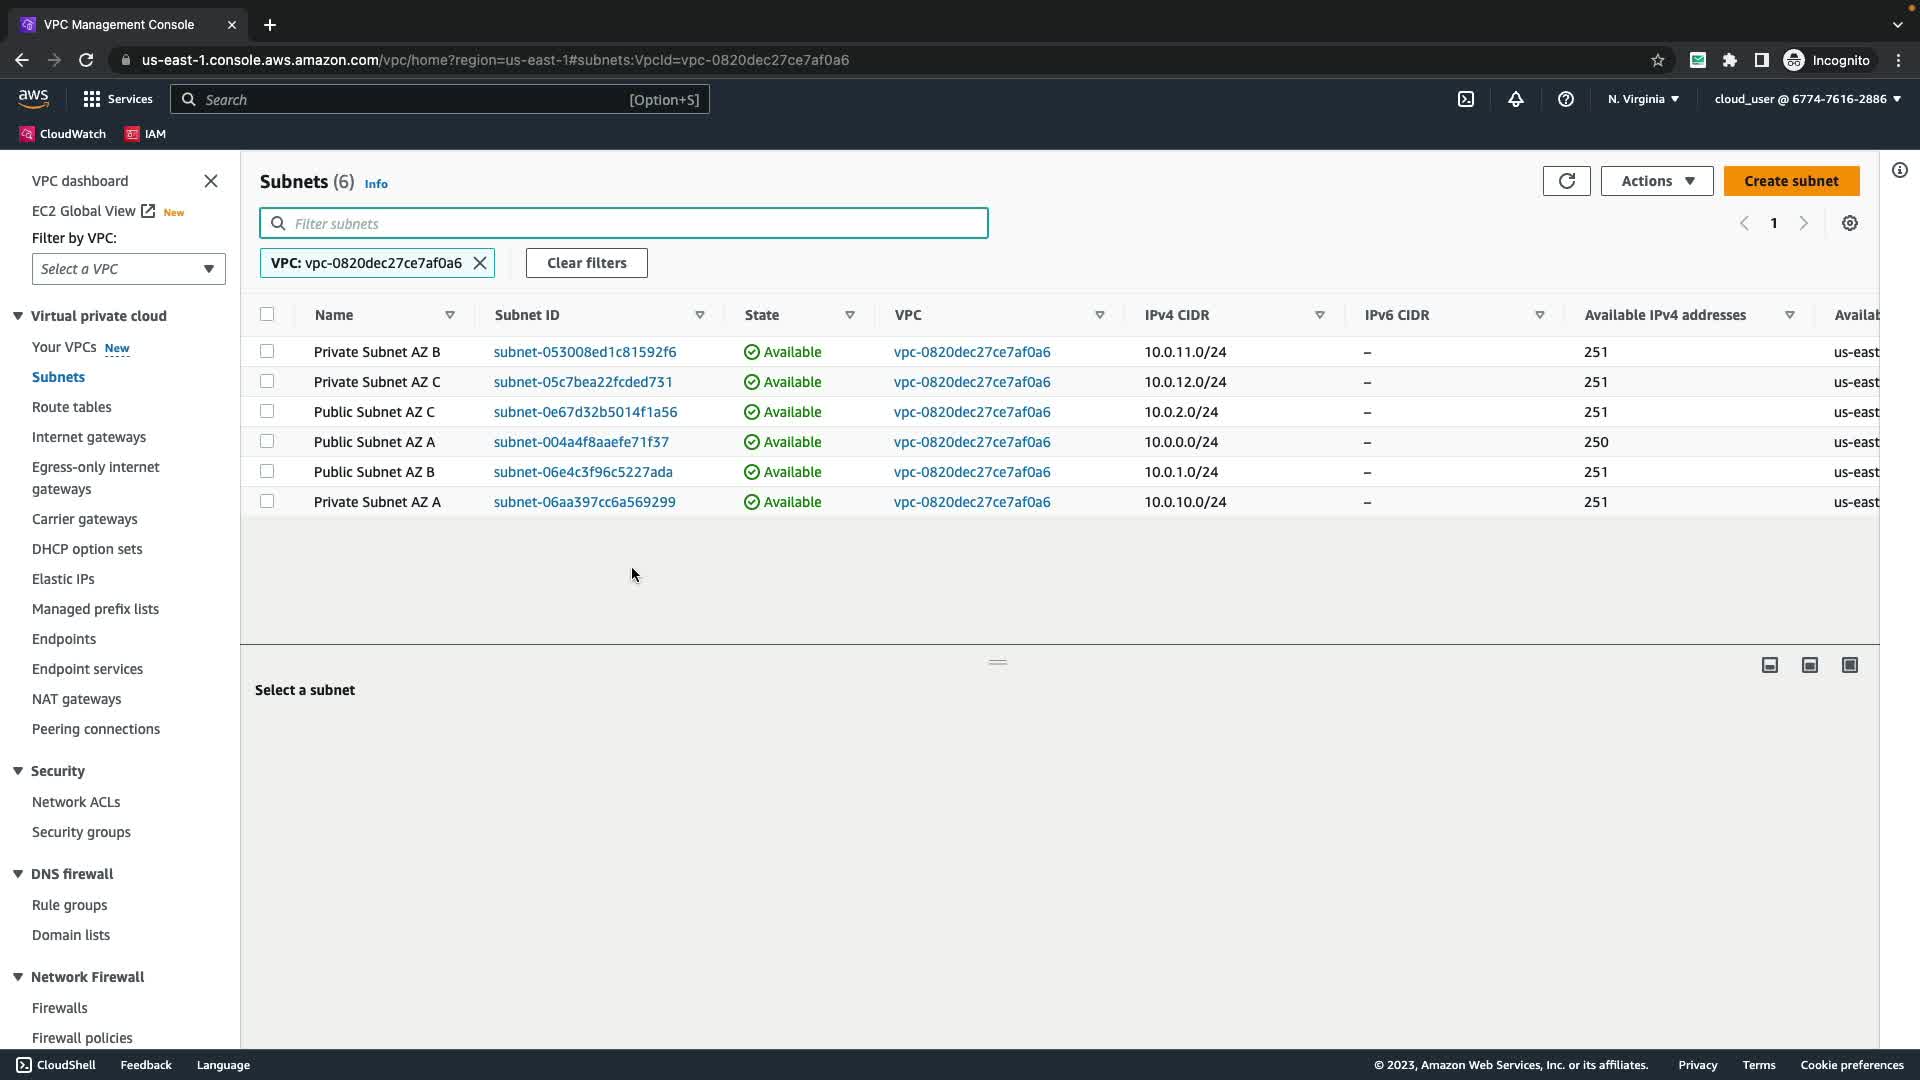 VPC Management Console
us-east-1.console.aws.amazon.com/vpc/home?region=us-east-1#subnets:VpcId=vpc-0820dec27ce7af0a6
Incognito
aws
Services
Search
[Option+S]
N. Virginia
cloud_user @ 6774-7616-2886
CloudWatch
IAM
VPC dashboard
EC2 Global View New
Filter by VPC:
Select a VPC
Virtual private cloud
Your VPCs New
Subnets
Route tables
Internet gateways
Egress-only internet
gateways
Carrier gateways
DHCP option sets
Elastic IPs
Managed prefix lists
Endpoints
Endpoint services
NAT gateways
Peering connections
Security
Network ACLs
Security groups
DNS firewall
Rule groups
Domain lists
Network Firewall
Firewalls
Firewall policies
Subnets (6) Info
Actions
Create subnet
Filter subnets
1
VPC: vpc-0820dec27ce7af0a6
Clear filters
Name Subnet ID State VPC IPv4 CIDR IPv6 CIDR Available IPv4 addresses Availab
Private Subnet AZ B subnet-053008ed1c81592f6 Available vpc-0820dec27ce7af0a6 10.0.11.0/24 – 251 us-east
Private Subnet AZ C subnet-05c7bea22fcded731 Available vpc-0820dec27ce7af0a6 10.0.12.0/24 – 251 us-east
Public Subnet AZ C subnet-0e67d32b5014f1a56 Available vpc-0820dec27ce7af0a6 10.0.2.0/24 – 251 us-east
Public Subnet AZ A subnet-004a4f8aaefe71f37 Available vpc-0820dec27ce7af0a6 10.0.0.0/24 – 250 us-east
Public Subnet AZ B subnet-06e4c3f96c5227ada Available vpc-0820dec27ce7af0a6 10.0.1.0/24 – 251 us-east
Private Subnet AZ A subnet-06aa397cc6a569299 Available vpc-0820dec27ce7af0a6 10.0.10.0/24 – 251 us-east
Select a subnet
CloudShell
Feedback
Language
© 2023, Amazon Web Services, Inc. or its affiliates.
Privacy
Terms
Cookie preferences